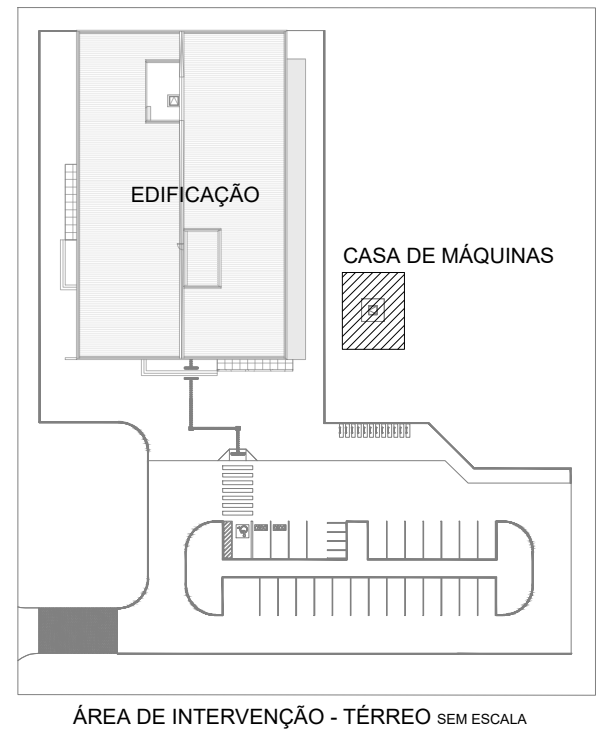 EDIFICAÇÃO
CASA DE MÁQUINAS
ÁREA DE INTERVENÇÃO - TÉRREO SEM ESCALA